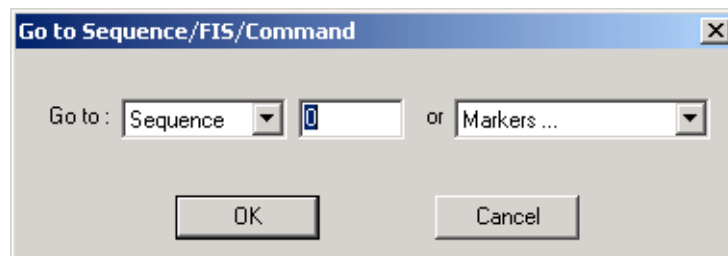 Go to Sequence/FIS/Command
Go to : Sequence 0 or Markers ...
OK Cancel